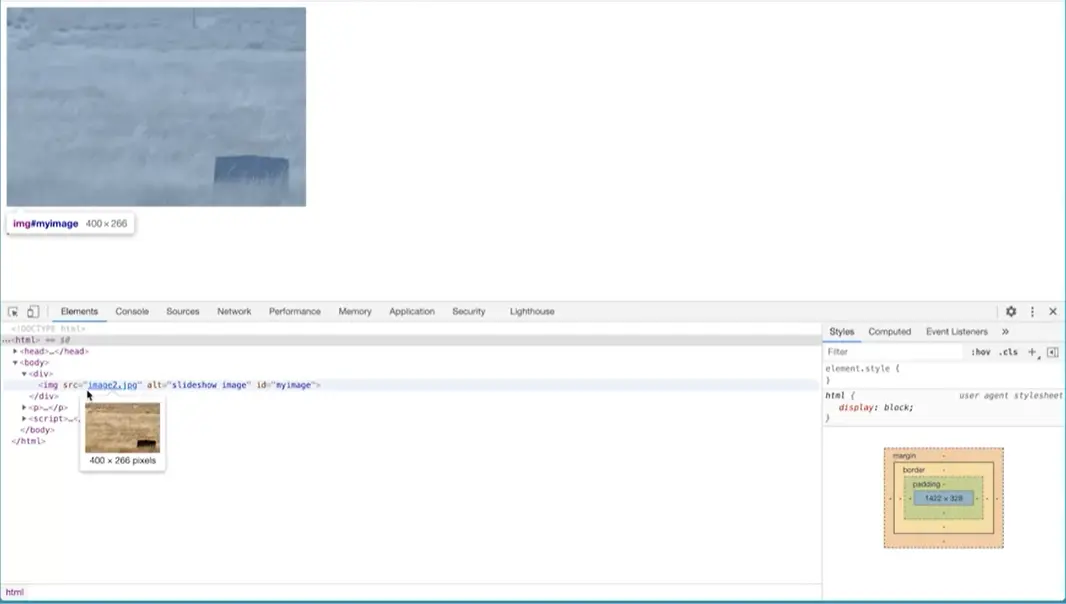 img#myimage 400 × 266
Elements Console Sources Network Performance Memory Application Security Lighthouse
<!DOCTYPE html>
…<html> == $0
<head>…</head>
<body>
<div>
<img src="image2.jpg" alt="slideshow image" id="myimage">
</div>
<p>…</p>
<script>…<
</body>
</html>
400 × 266 pixels
html
Styles Computed Event Listeners »
Filter :hov .cls +
element.style {
}
html { user agent stylesheet
display: block;
}
margin -
border -
padding -
- - - 1422 × 328 - - -
-
-
-